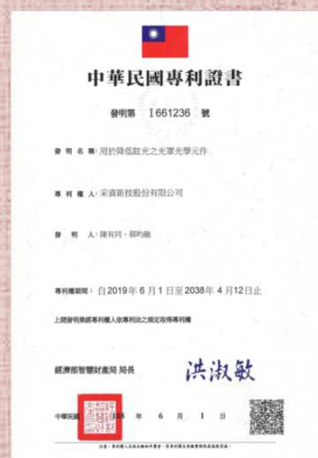 中華民國專利證書
發明第 I661236 號
發明名稱：用於降低眩光之光罩光學元件
專利權人：采資新技股份有限公司
發明人：陳有同、蔡昀融
專利權期間：自2019年6月1日至2038年4月12日止
上開發明業經專利權人依專利法之規定取得專利權
經濟部智慧財產局 局長 洪淑敏
中華民國 108 年 6 月 1 日